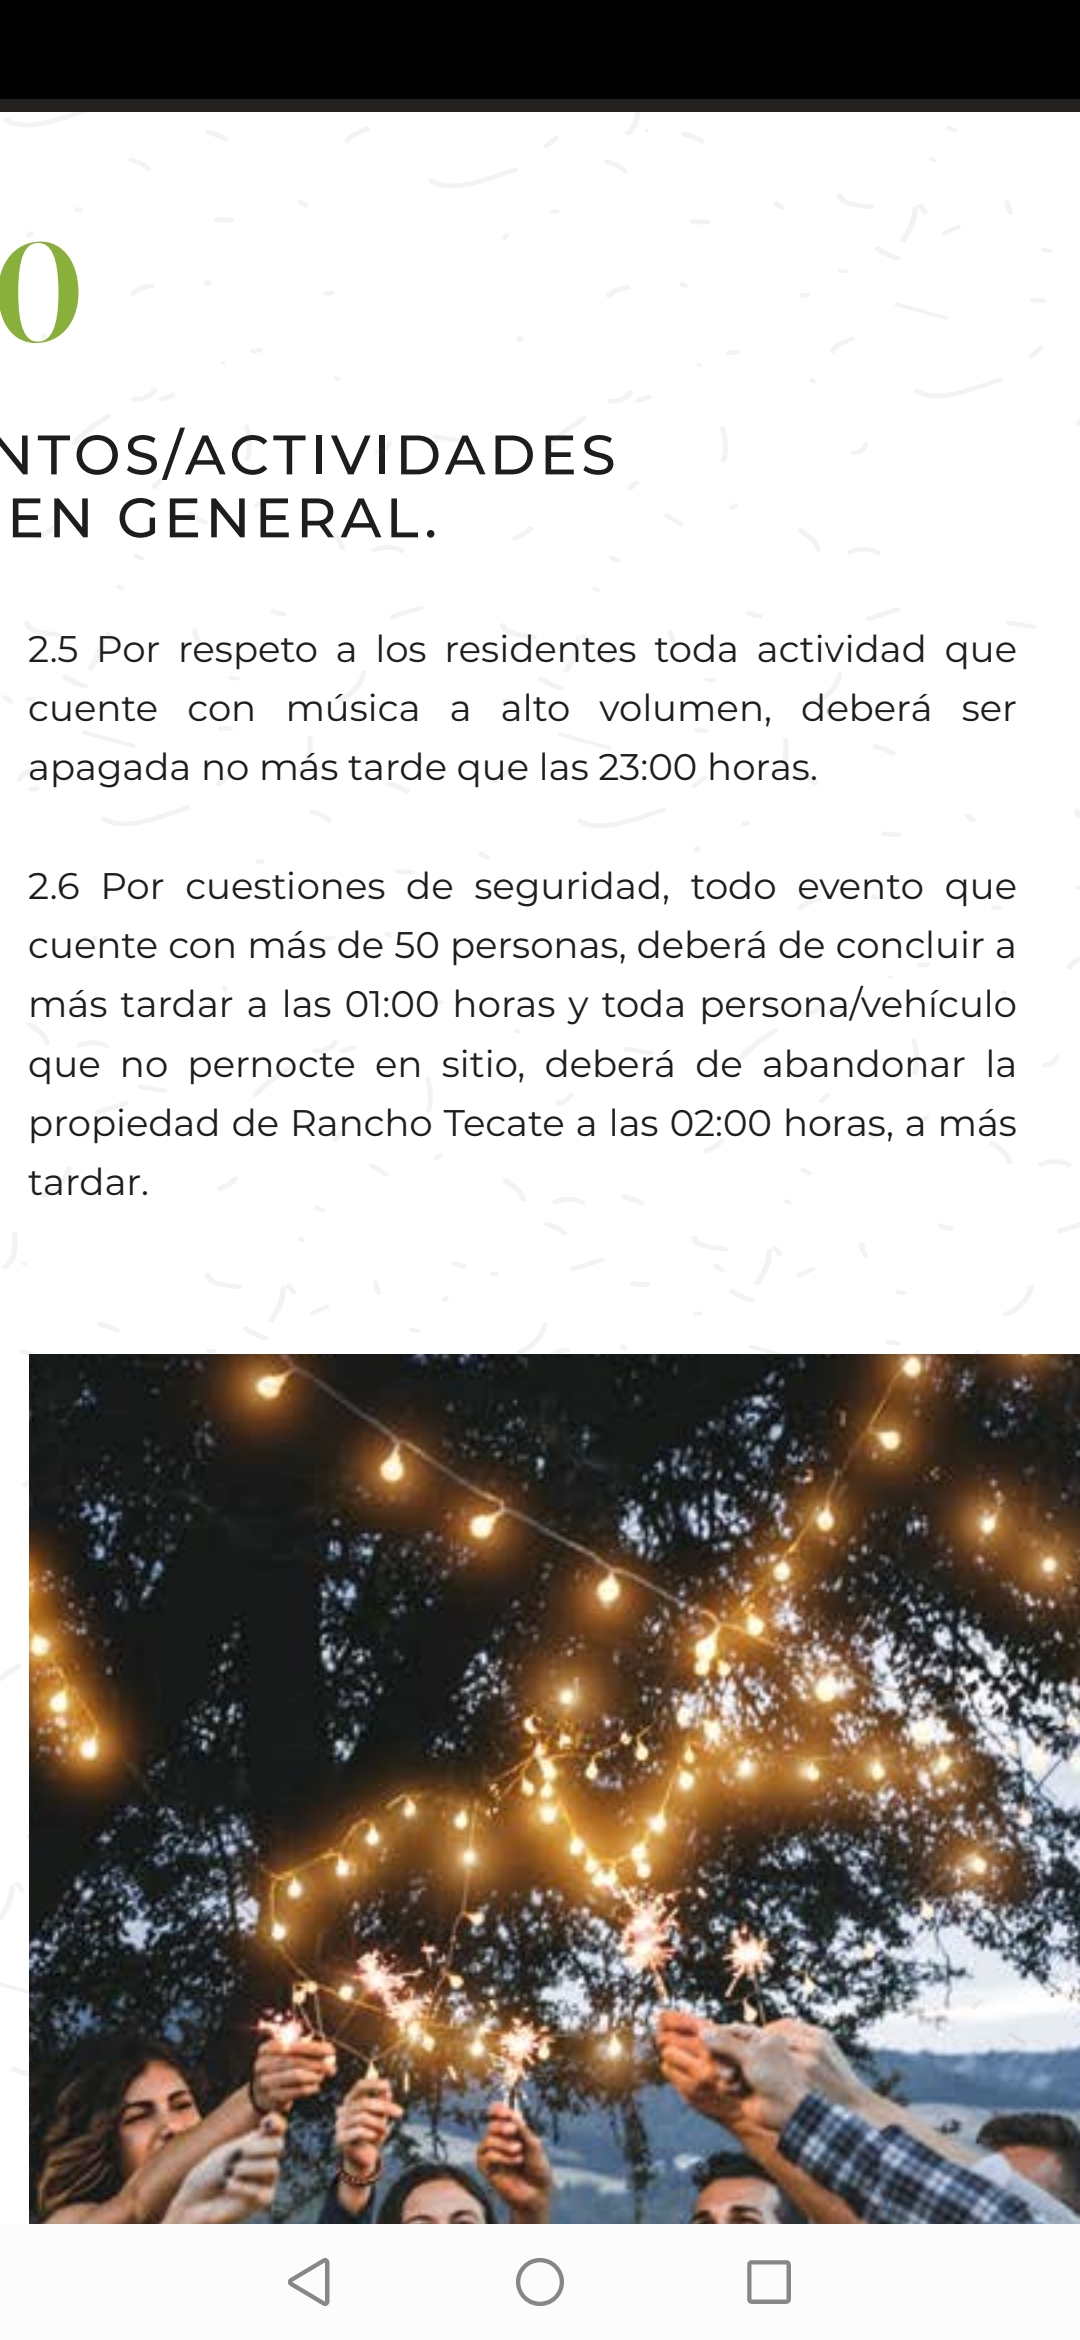 O
NTOS/ACTIVIDADES
EN GENERAL.
2.5 Por respeto a los residentes toda actividad que
cuente con música a alto volumen, deberá ser
apagada no más tarde que las 23:00 horas.
2.6 Por cuestiones de seguridad, todo evento que
cuente con más de 50 personas, deberá de concluir a
más tardar a las 01:00 horas y toda persona/vehículo
que no pernocte en sitio, deberá de abandonar la
propiedad de Rancho Tecate a las 02:00 horas, a más
tardar.